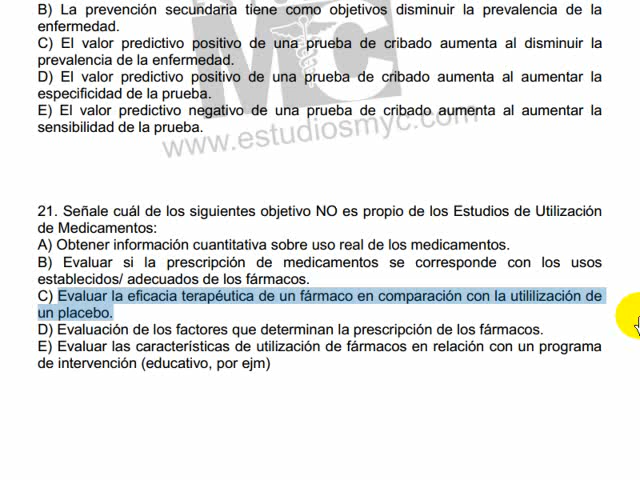 B) La prevención secundaria tiene como objetivos disminuir la prevalencia de la
enfermedad.
C) El valor predictivo positivo de una prueba de cribado aumenta al disminuir la
prevalencia de la enfermedad.
D) El valor predictivo positivo de una prueba de cribado aumenta al aumentar la
especificidad de la prueba.
E) El valor predictivo negativo de una prueba de cribado aumenta al aumentar la
sensibilidad de la prueba.
MC
www.estudiosmyc.com
21. Señale cuál de los siguientes objetivo NO es propio de los Estudios de Utilización
de Medicamentos:
A) Obtener información cuantitativa sobre uso real de los medicamentos.
B) Evaluar si la prescripción de medicamentos se corresponde con los usos
establecidos/ adecuados de los fármacos.
C) Evaluar la eficacia terapéutica de un fármaco en comparación con la utililización de
un placebo.
D) Evaluación de los factores que determinan la prescripción de los fármacos.
E) Evaluar las características de utilización de fármacos en relación con un programa
de intervención (educativo, por ejm)